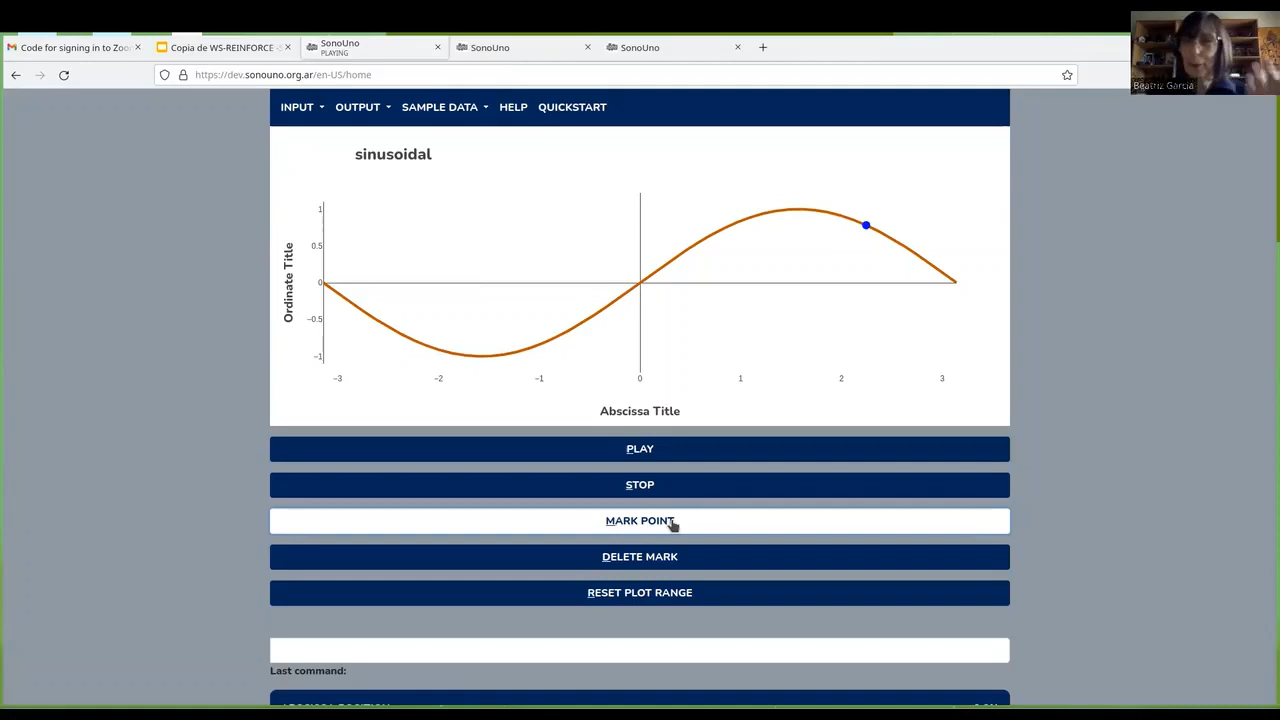 Code for signing in to Zoo
Copia de WS-REINFORCE -
SonoUno
PLAYING
SonoUno
SonoUno
https://dev.sonouno.org.ar/en-US/home
Beatriz García
INPUT
OUTPUT
SAMPLE DATA
HELP
QUICKSTART
sinusoidal
Ordinate Title
1
0.5
0
−0.5
−1
−3
−2
−1
0
1
2
3
Abscissa Title
PLAY
STOP
MARK POINT
DELETE MARK
RESET PLOT RANGE
Last command:
ABSCISSA POSITION